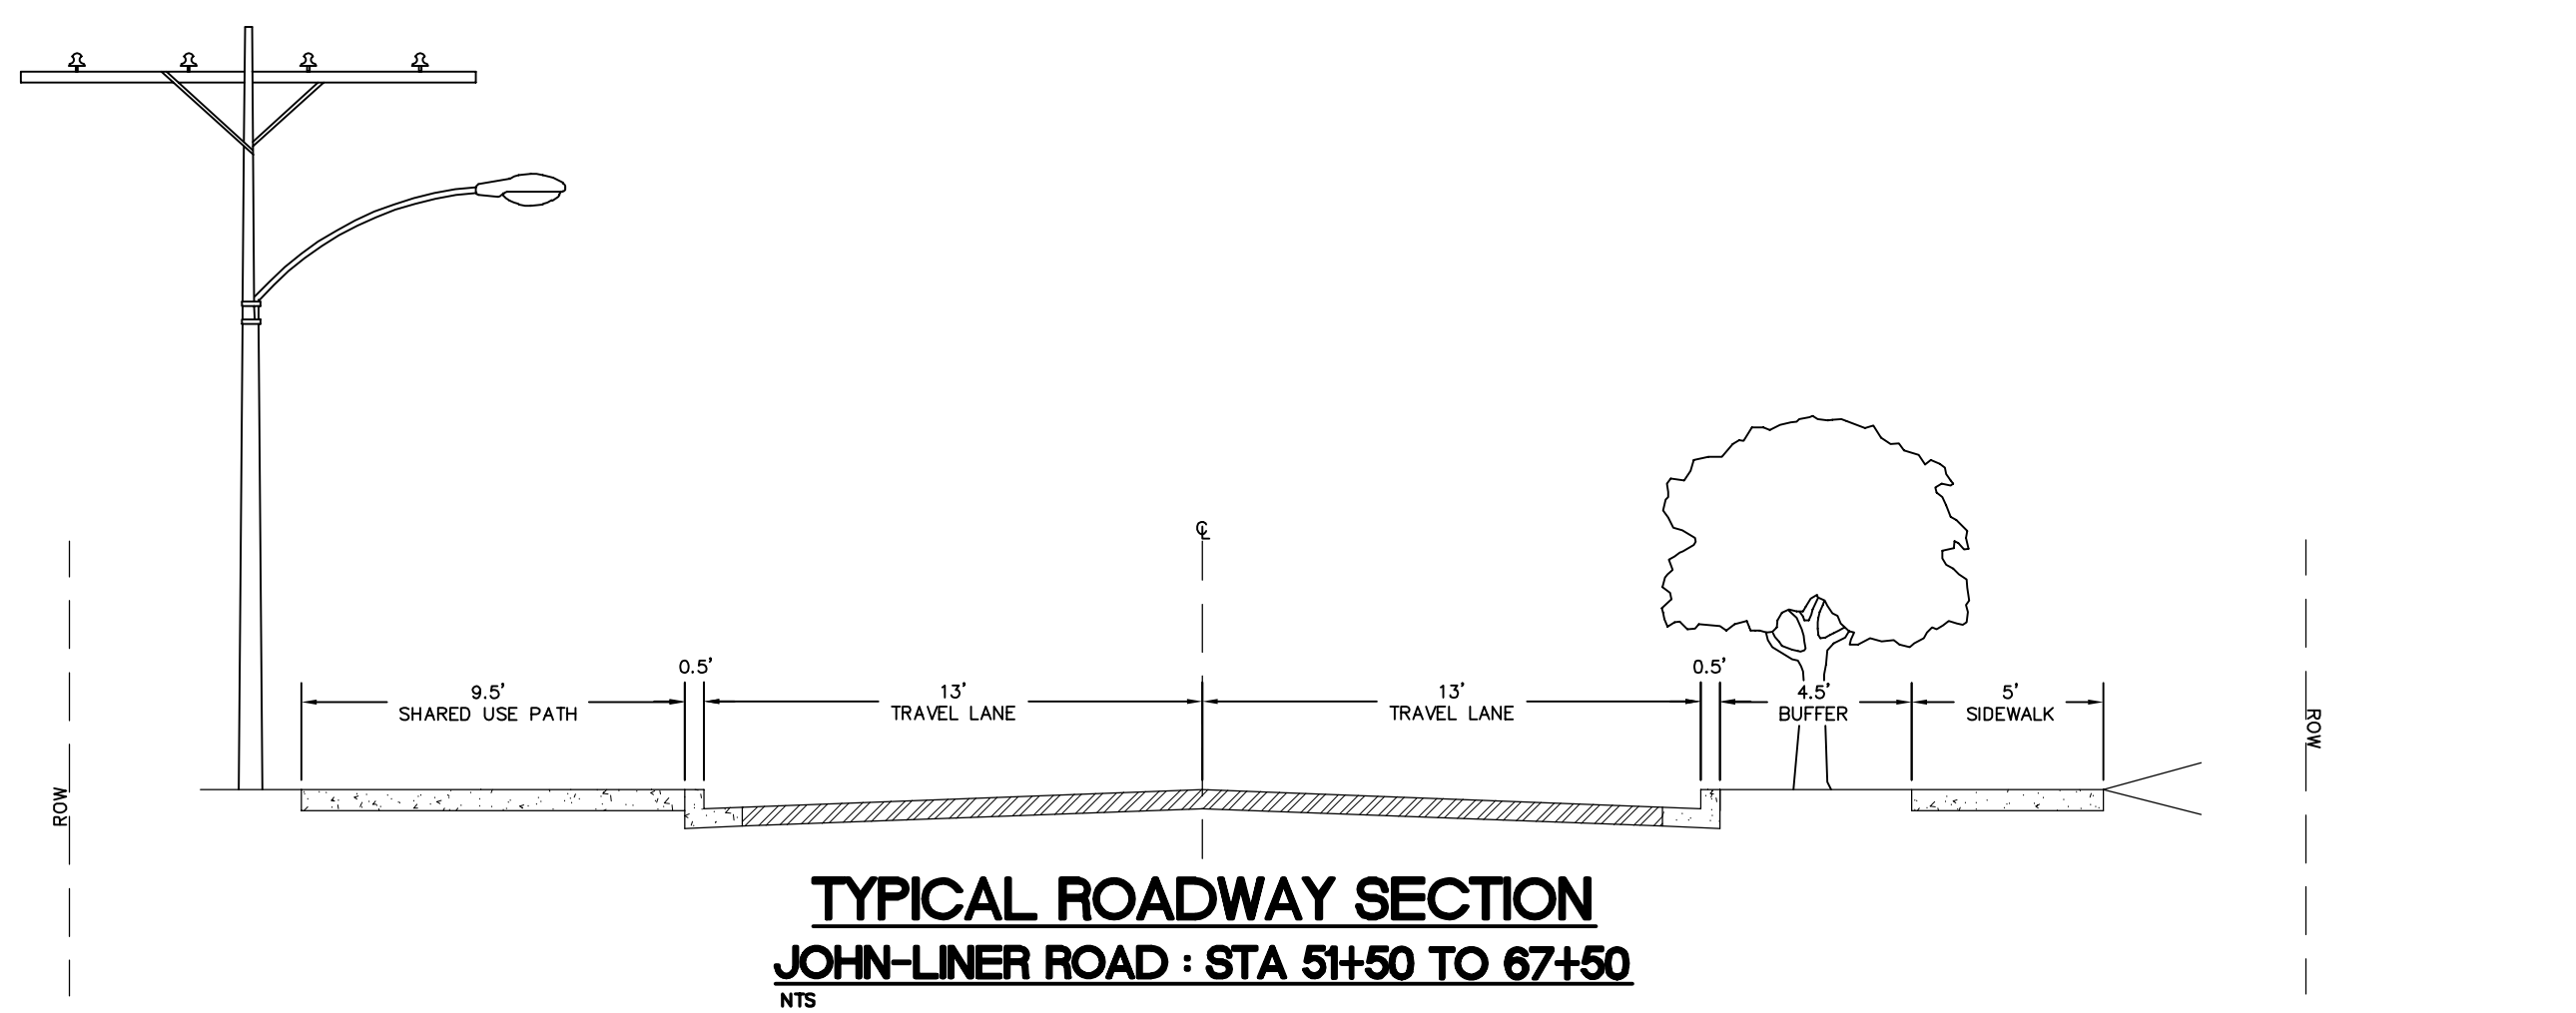 ℄
0.5'
0.5'
9.5'
SHARED USE PATH
13'
TRAVEL LANE
13'
TRAVEL LANE
4.5'
BUFFER
5'
SIDEWALK
ROW
ROW
TYPICAL ROADWAY SECTION
JOHN-LINER ROAD : STA 51+50 TO 67+50
NTS